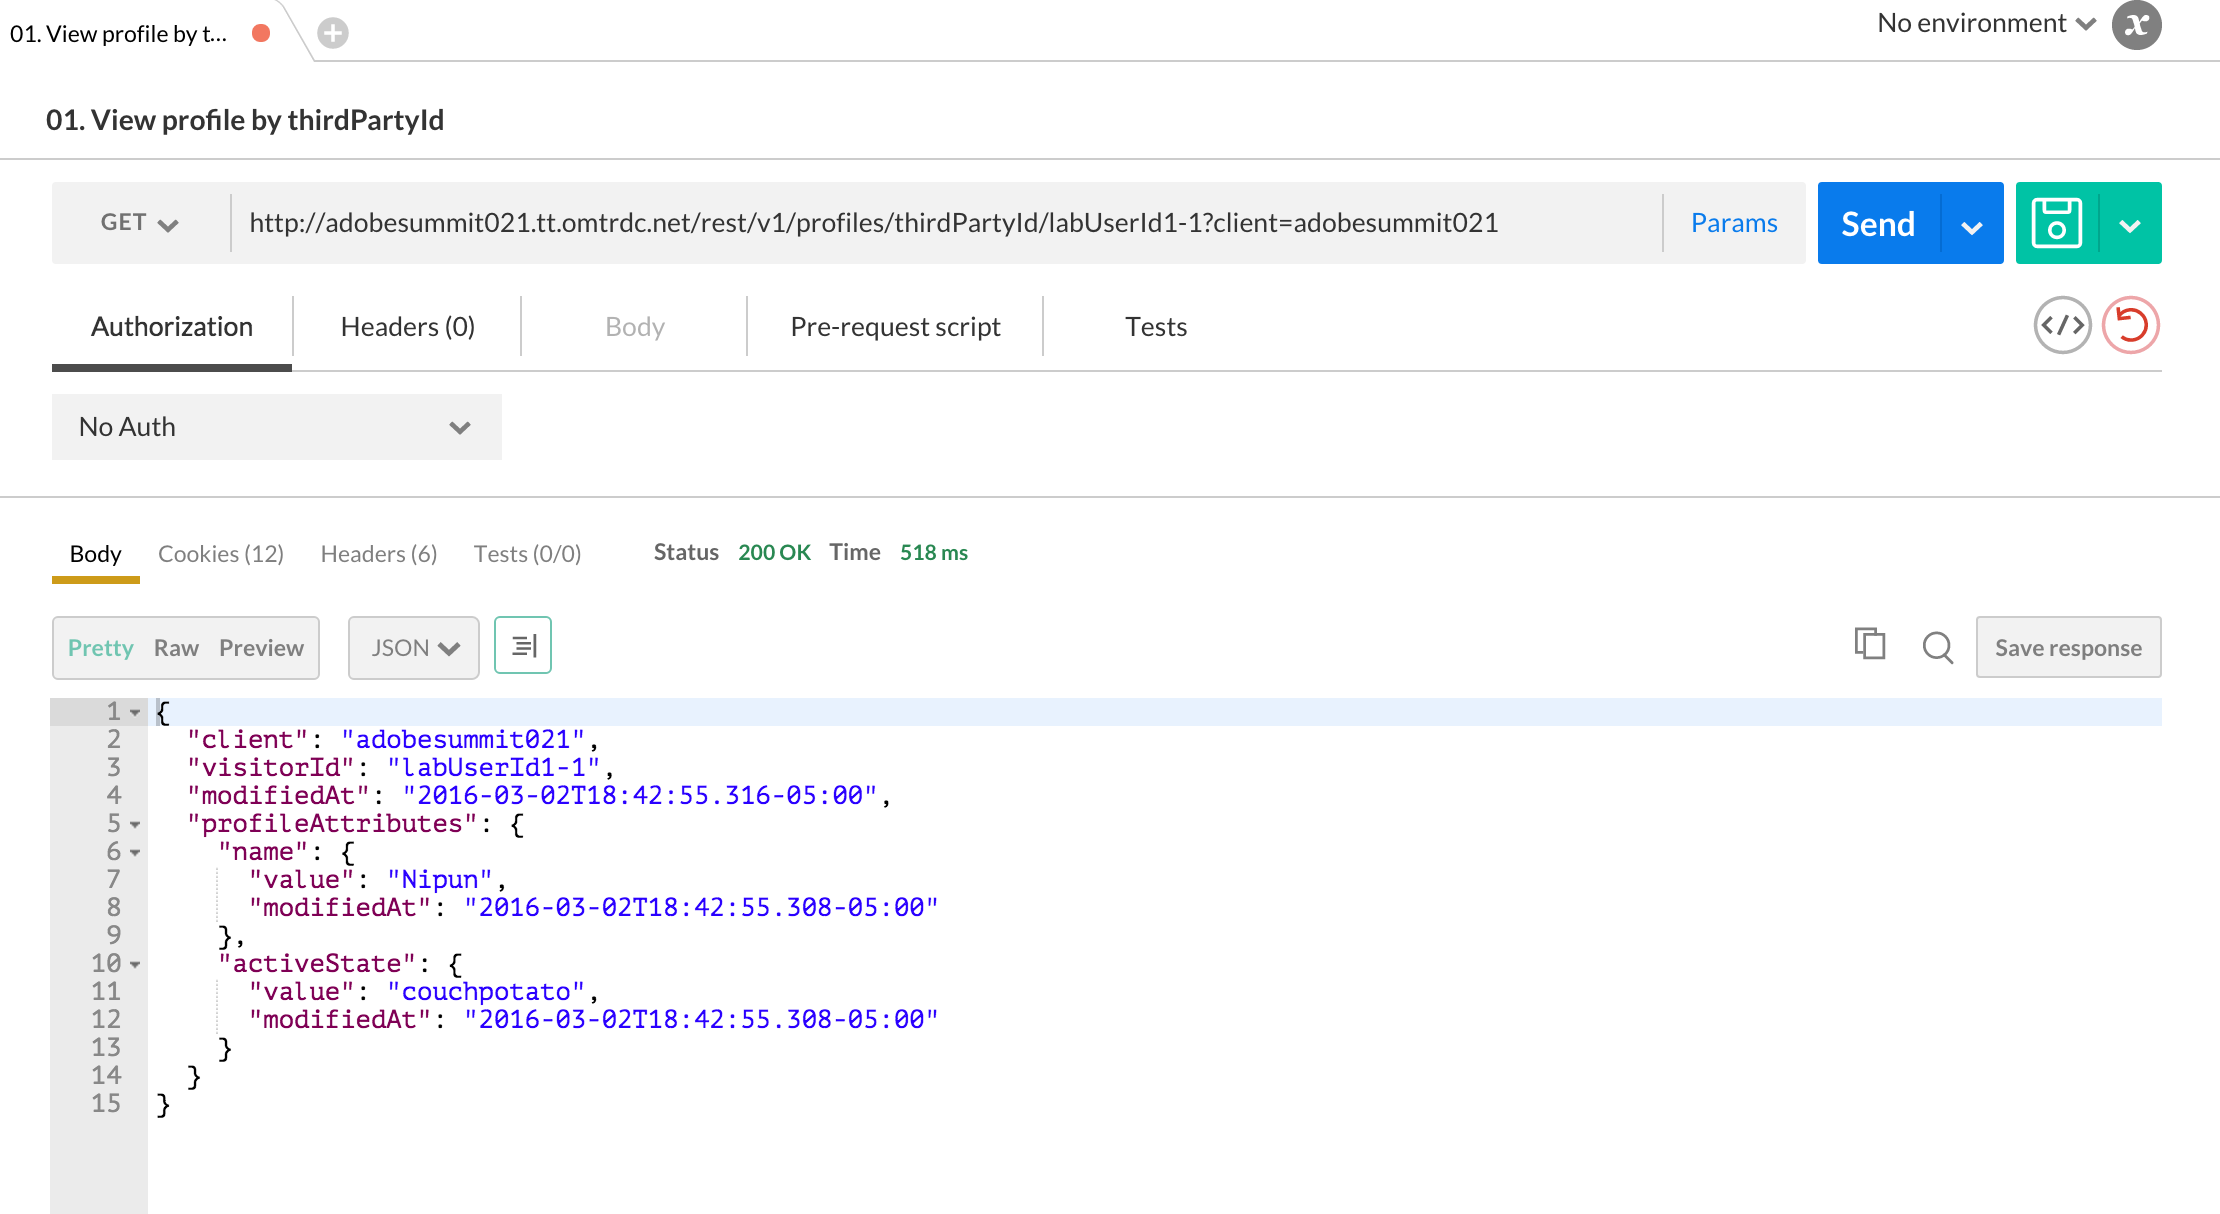 01. View profile by t...
No environment
01. View profile by thirdPartyId
GET http://adobesummit021.tt.omtrdc.net/rest/v1/profiles/thirdPartyId/labUserId1-1?client=adobesummit021 Params Send
Authorization Headers (0) Body Pre-request script Tests
No Auth
Body Cookies (12) Headers (6) Tests (0/0) Status 200 OK Time 518 ms
Pretty Raw Preview JSON Save response
1 {
2 "client": "adobesummit021",
3 "visitorId": "labUserId1-1",
4 "modifiedAt": "2016-03-02T18:42:55.316-05:00",
5 "profileAttributes": {
6 "name": {
7 "value": "Nipun",
8 "modifiedAt": "2016-03-02T18:42:55.308-05:00"
9 },
10 "activeState": {
11 "value": "couchpotato",
12 "modifiedAt": "2016-03-02T18:42:55.308-05:00"
13 }
14 }
15 }